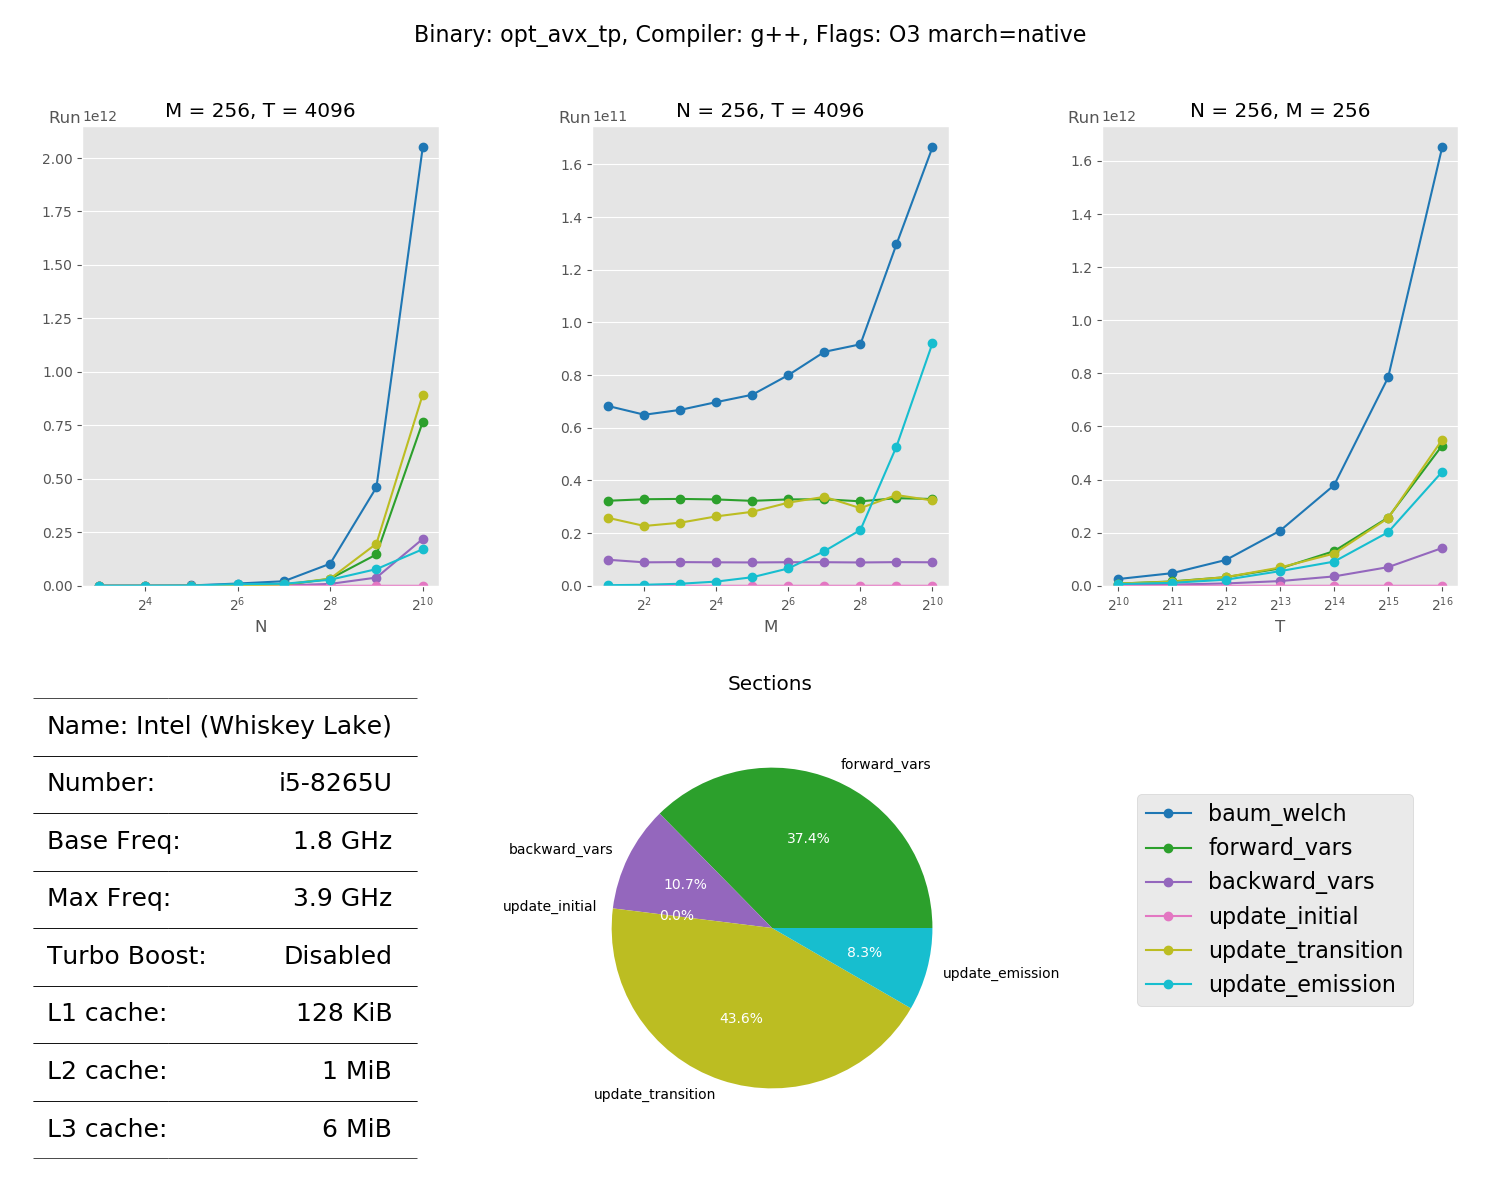 Binary: opt_avx_tp, Compiler: g++, Flags: O3 march=native
M = 256, T = 4096
Run 1e12
2.00
1.75
1.50
1.25
1.00
0.75
0.50
0.25
0.00
2^4 2^6 2^8 2^10
N
N = 256, T = 4096
Run 1e11
1.6
1.4
1.2
1.0
0.8
0.6
0.4
0.2
0.0
2^2 2^4 2^6 2^8 2^10
M
N = 256, M = 256
Run 1e12
1.6
1.4
1.2
1.0
0.8
0.6
0.4
0.2
0.0
2^10 2^11 2^12 2^13 2^14 2^15 2^16
T
Name: Intel (Whiskey Lake)
Number: i5-8265U
Base Freq: 1.8 GHz
Max Freq: 3.9 GHz
Turbo Boost: Disabled
L1 cache: 128 KiB
L2 cache: 1 MiB
L3 cache: 6 MiB
Sections
forward_vars
37.4%
backward_vars
10.7%
update_initial
0.0%
update_transition
43.6%
update_emission
8.3%
baum_welch
forward_vars
backward_vars
update_initial
update_transition
update_emission